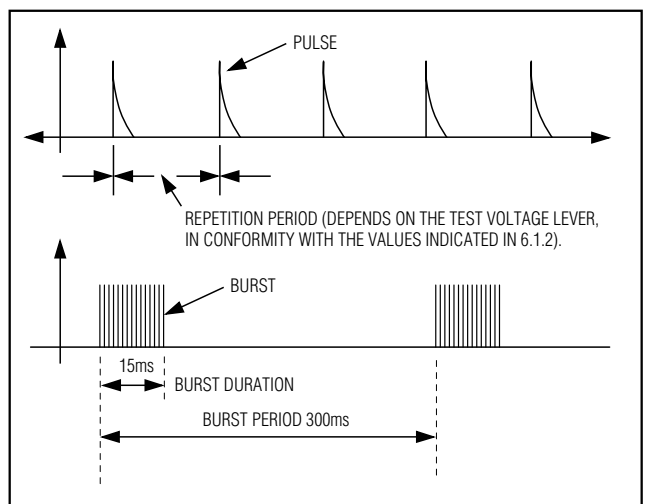 PULSE
REPETITION PERIOD (DEPENDS ON THE TEST VOLTAGE LEVER,
IN CONFORMITY WITH THE VALUES INDICATED IN 6.1.2).
BURST
15ms
BURST DURATION
BURST PERIOD 300ms